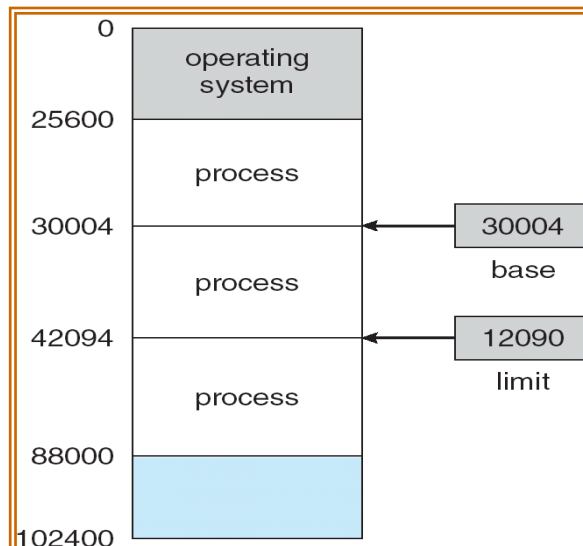 0
operating
system
25600
process
30004
30004
base
process
42094
12090
limit
process
88000
102400